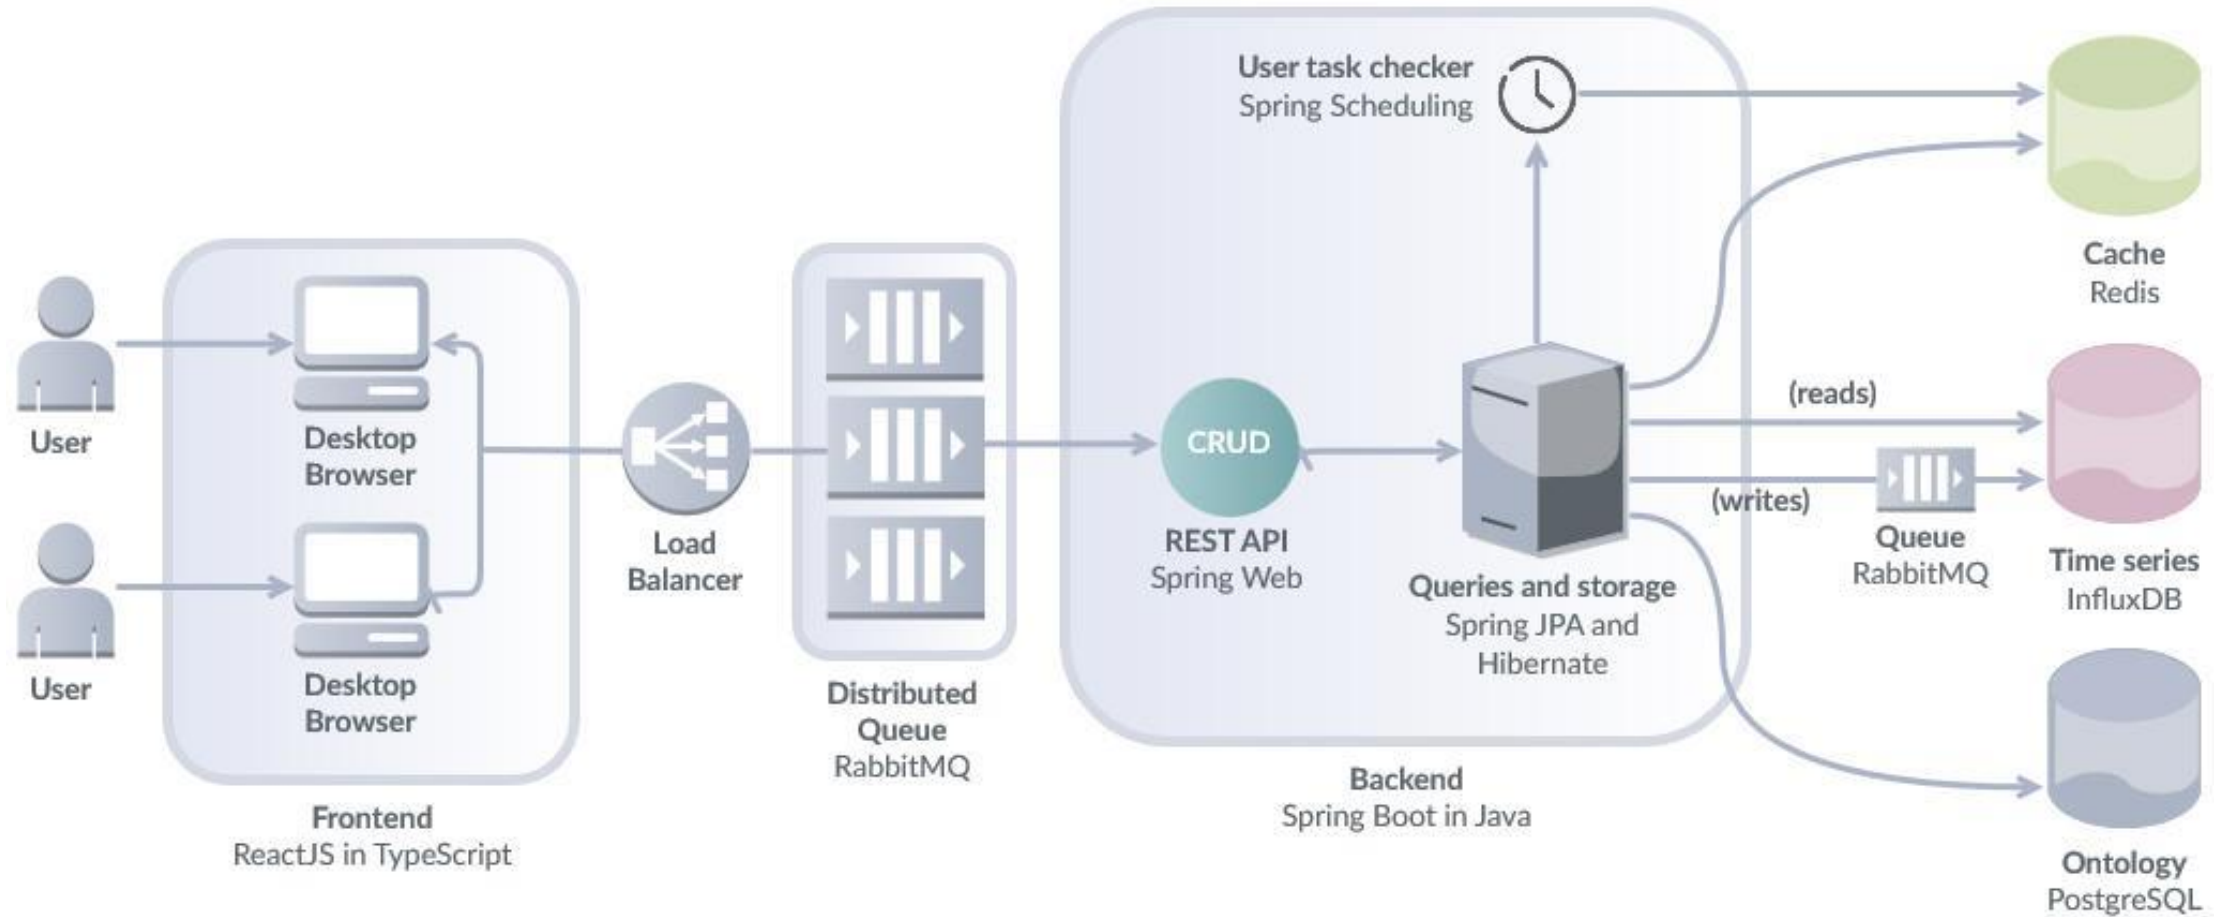 User task checker
Spring Scheduling
Cache
Redis
User
Desktop
Browser
User
Desktop
Browser
Frontend
ReactJS in TypeScript
Load
Balancer
Distributed
Queue
RabbitMQ
CRUD
REST API
Spring Web
Queries and storage
Spring JPA and
Hibernate
Backend
Spring Boot in Java
(reads)
(writes)
Queue
RabbitMQ
Time series
InfluxDB
Ontology
PostgreSQL